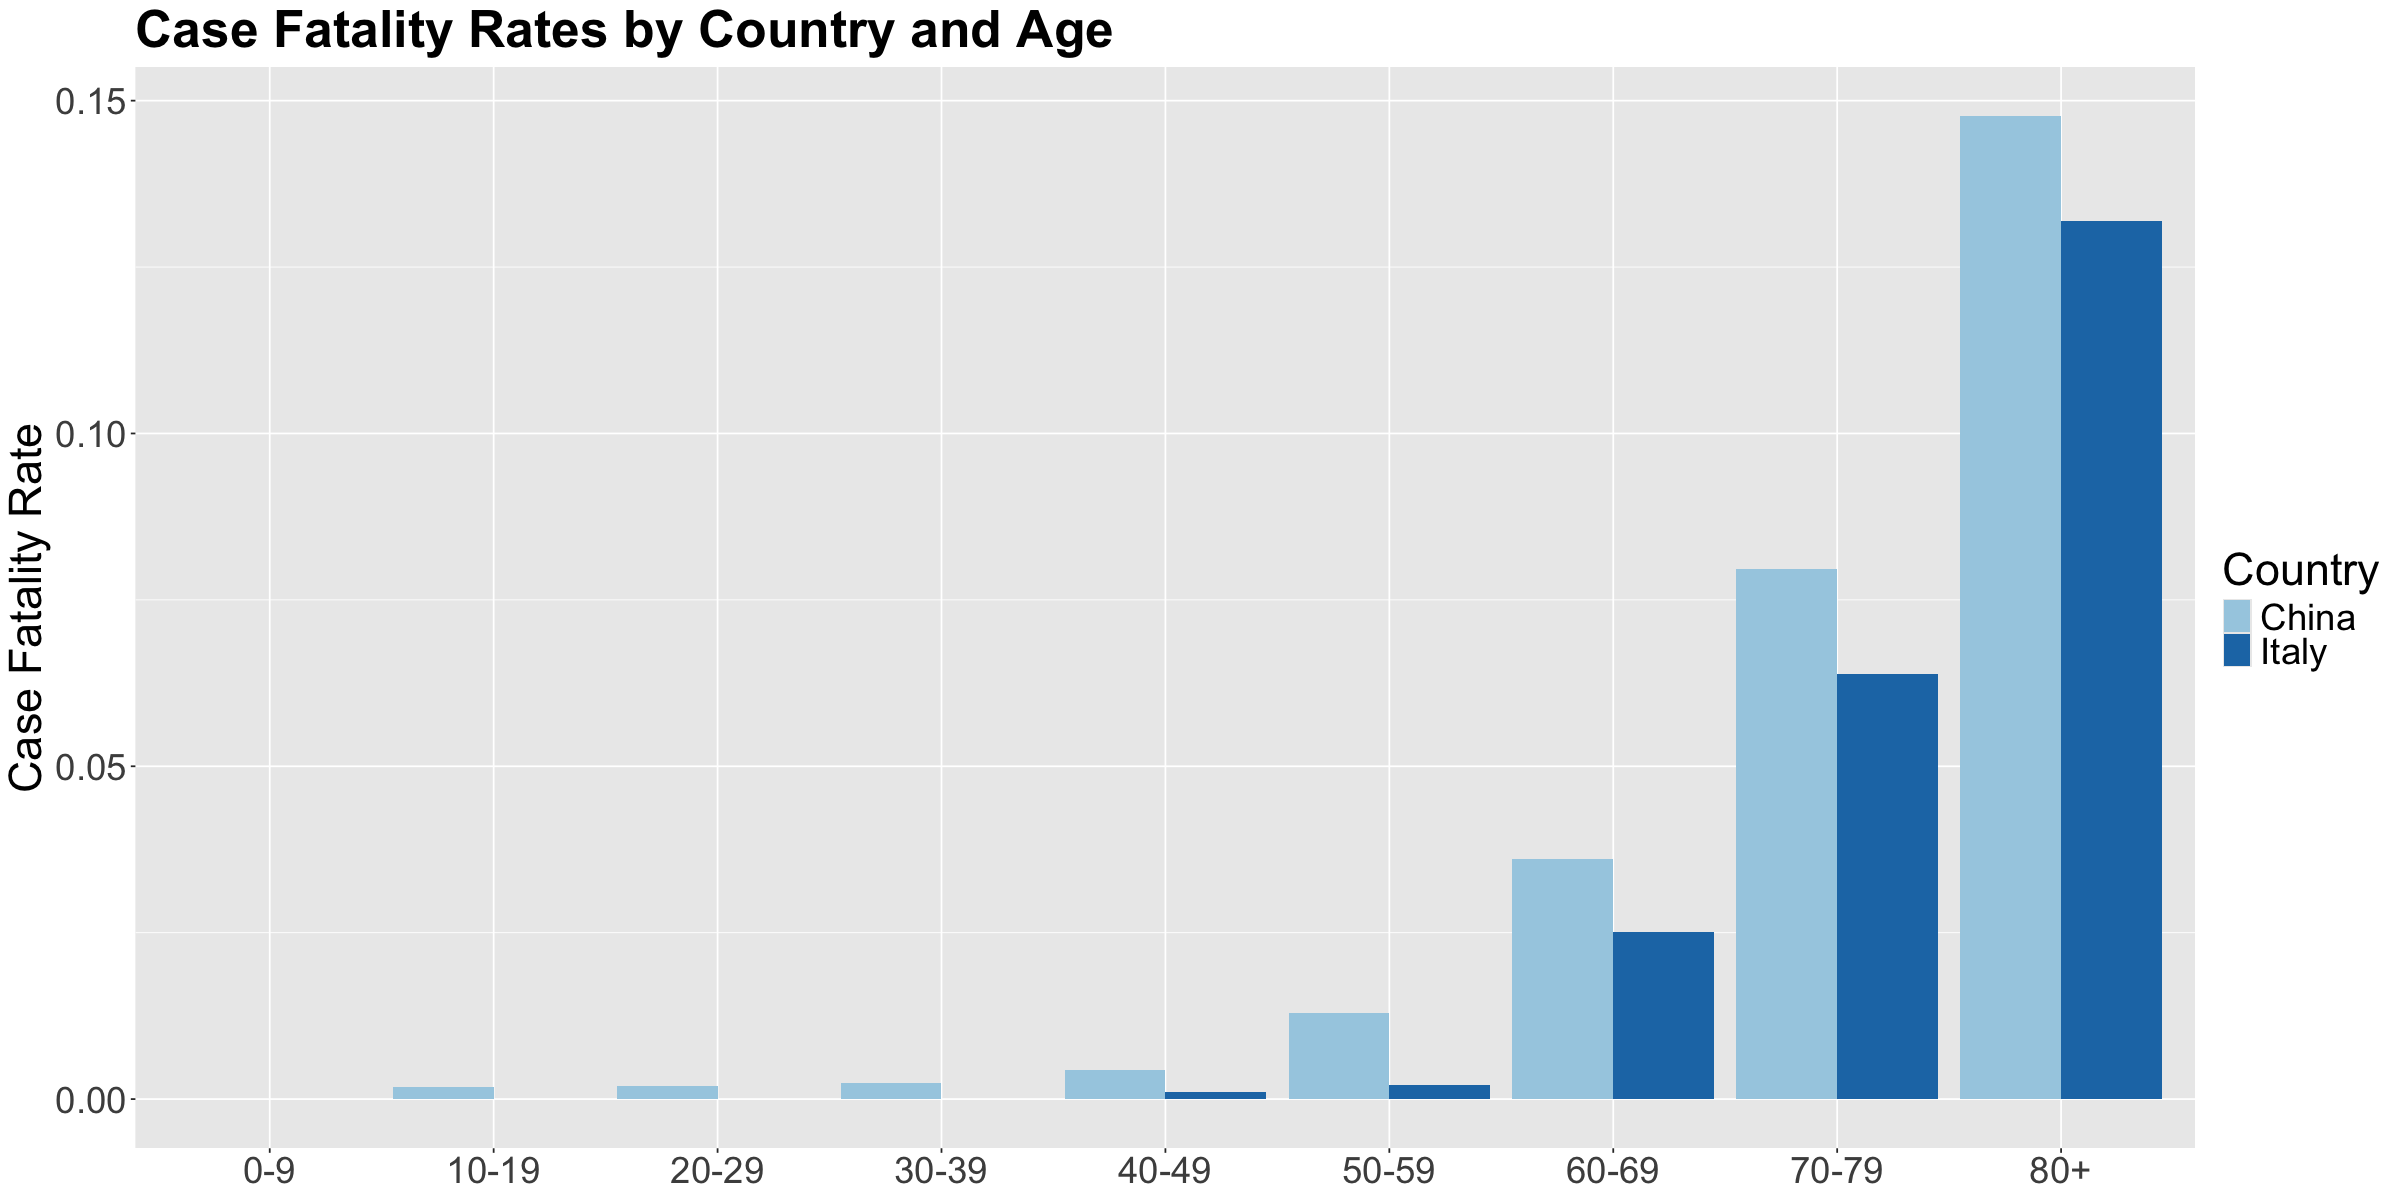 Case Fatality Rates by Country and Age
Case Fatality Rate
0.15
0.10
0.05
0.00
0-9
10-19
20-29
30-39
40-49
50-59
60-69
70-79
80+
Country
China
Italy